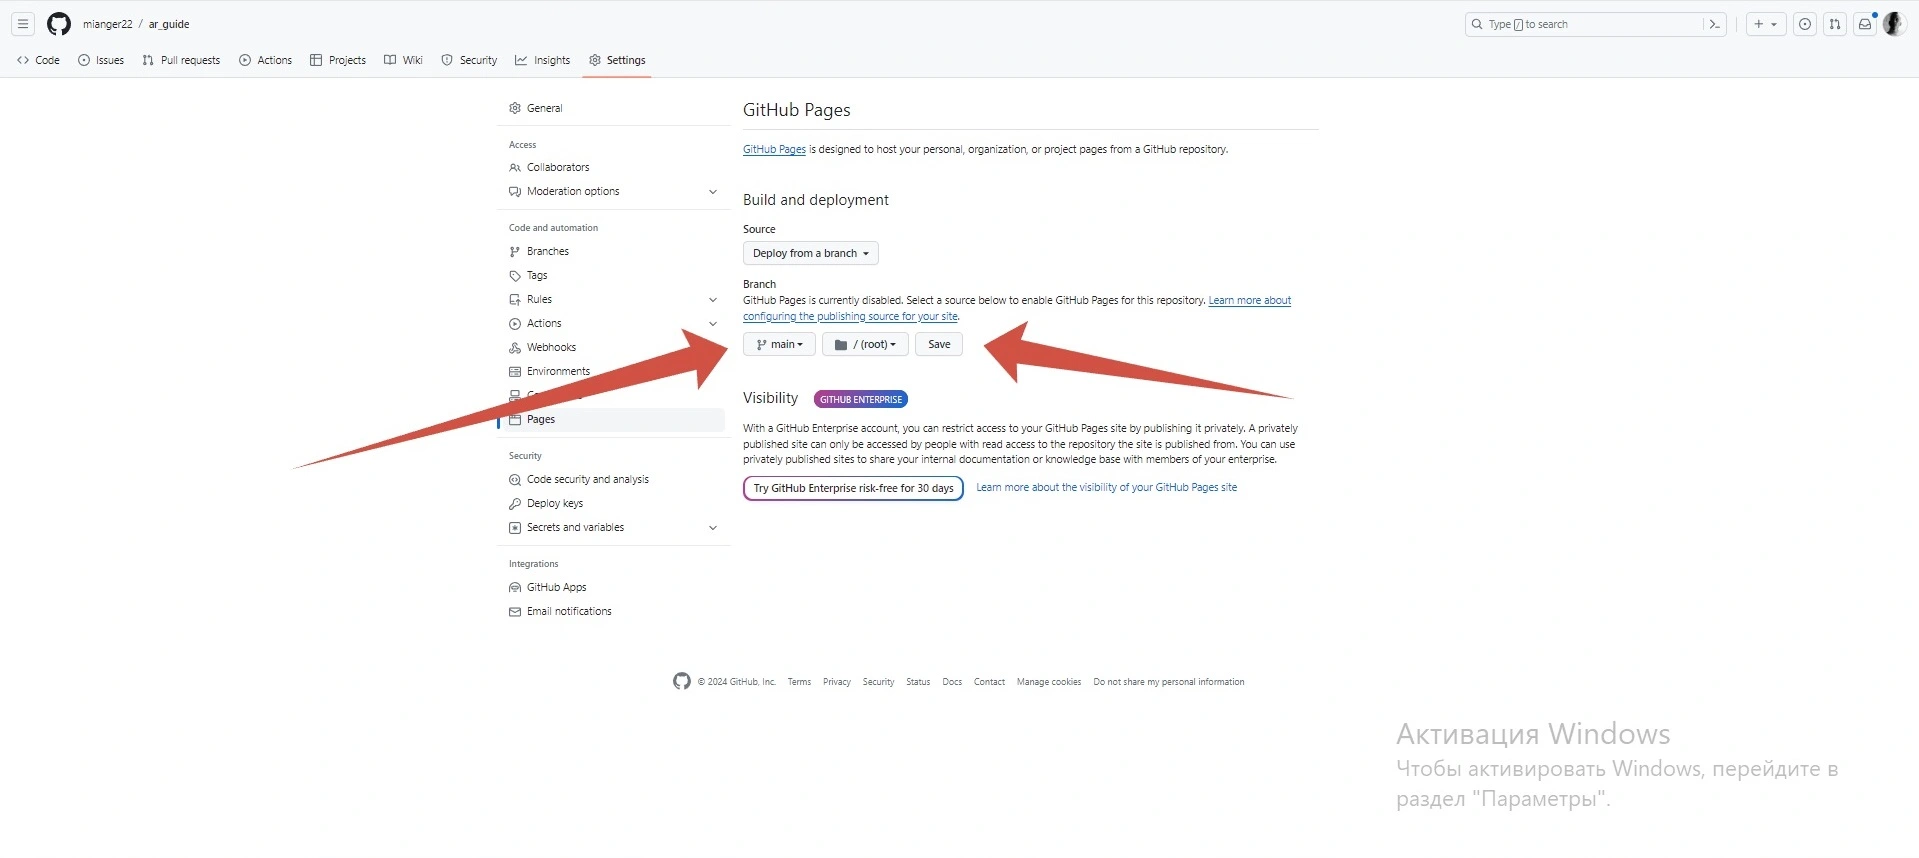 mianger22 / ar_guide
Type / to search
Code Issues Pull requests Actions Projects Wiki Security Insights Settings
General
Access
Collaborators
Moderation options
Code and automation
Branches
Tags
Rules
Actions
Webhooks
Environments
Pages
Security
Code security and analysis
Deploy keys
Secrets and variables
Integrations
GitHub Apps
Email notifications
GitHub Pages
GitHub Pages is designed to host your personal, organization, or project pages from a GitHub repository.
Build and deployment
Source
Deploy from a branch
Branch
GitHub Pages is currently disabled. Select a source below to enable GitHub Pages for this repository. Learn more about
configuring the publishing source for your site.
main / (root) Save
Visibility GITHUB ENTERPRISE
With a GitHub Enterprise account, you can restrict access to your GitHub Pages site by publishing it privately. A privately
published site can only be accessed by people with read access to the repository the site is published from. You can use
privately published sites to share your internal documentation or knowledge base with members of your enterprise.
Try GitHub Enterprise risk-free for 30 days Learn more about the visibility of your GitHub Pages site
© 2024 GitHub, Inc. Terms Privacy Security Status Docs Contact Manage cookies Do not share my personal information
Активация Windows
Чтобы активировать Windows, перейдите в
раздел "Параметры".